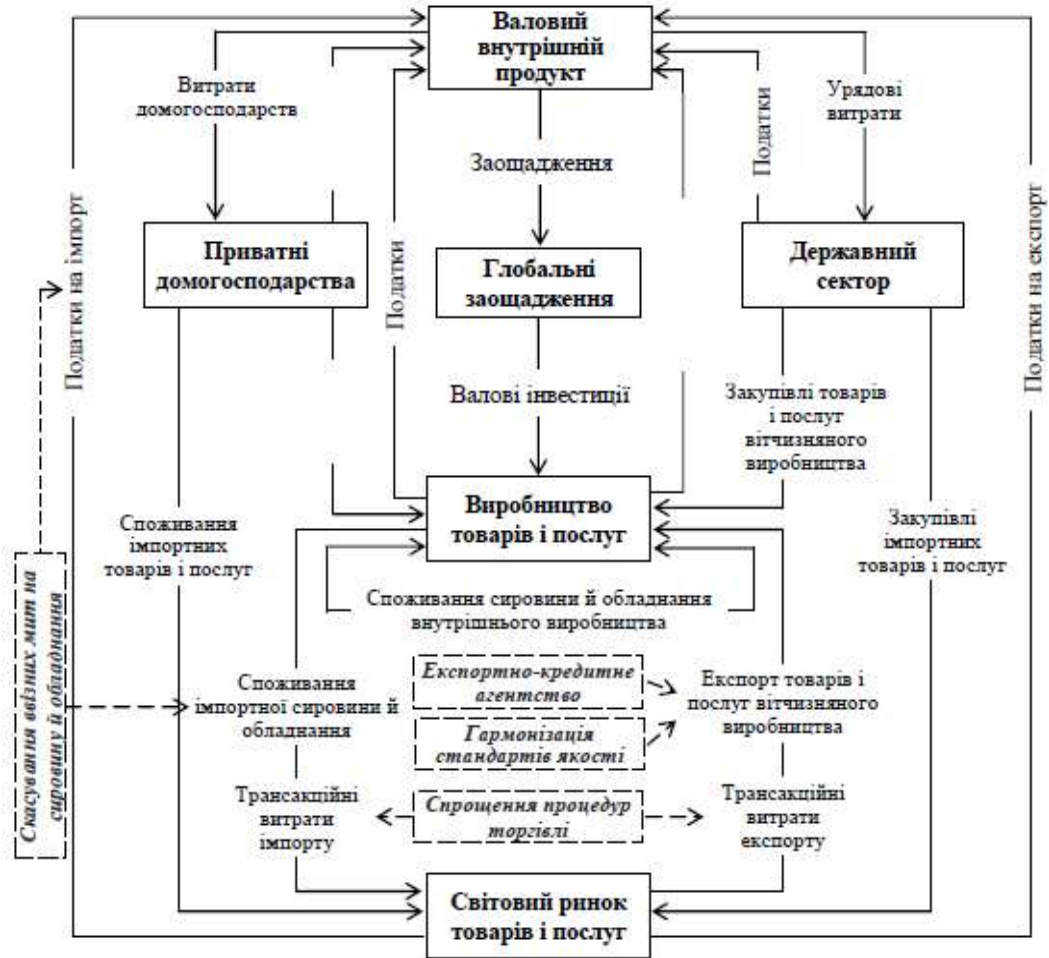 Валовий
внутрішній
продукт
Витрати
домогосподарств
Урядові
витрати
Податки
Заощадження
Податки на імпорт
Податки на експорт
Приватні
домогосподарства
Податки
Глобальні
заощадження
Державний
сектор
Валові інвестиції
Закупівлі товарів
і послуг
вітчизняного
виробництва
Виробництво
товарів і послуг
Споживання
імпортних
товарів і послуг
Закупівлі
імпортних
товарів і послуг
Скасування ввізних мит на
сировину й обладнання
Споживання сировини й обладнання
внутрішнього виробництва
Експортно-кредитне
агентство
Споживання
імпортної сировини й
обладнання
Експорт товарів і
послуг вітчизняного
виробництва
Гармонізація
стандартів якості
Трансакційні
витрати
імпорту
Спрощення процедур
торгівлі
Трансакційні
витрати
експорту
Світовий ринок
товарів і послуг